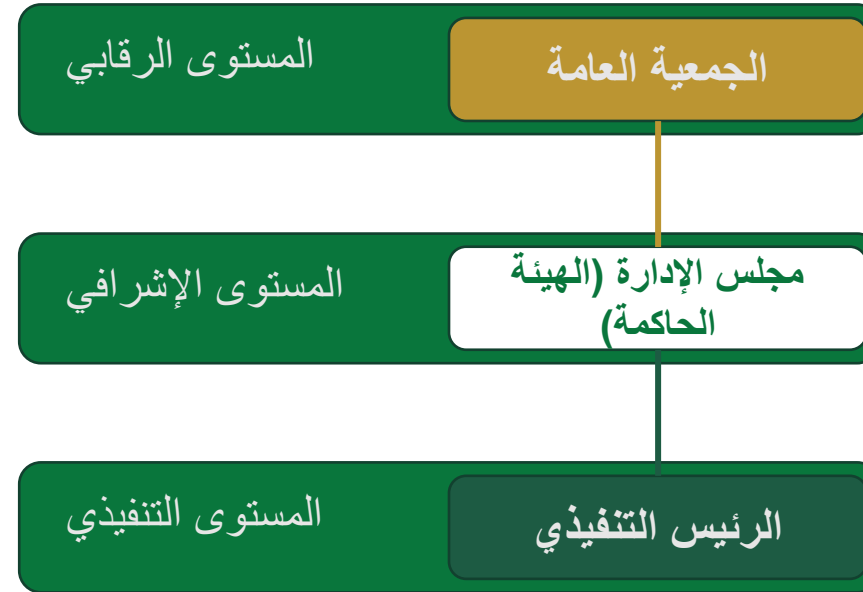 الجمعية العامة
المستوى الرقابي
مجلس الإدارة (الهيئة
الحاكمة)
المستوى الإشرافي
الرئيس التنفيذي
المستوى التنفيذي